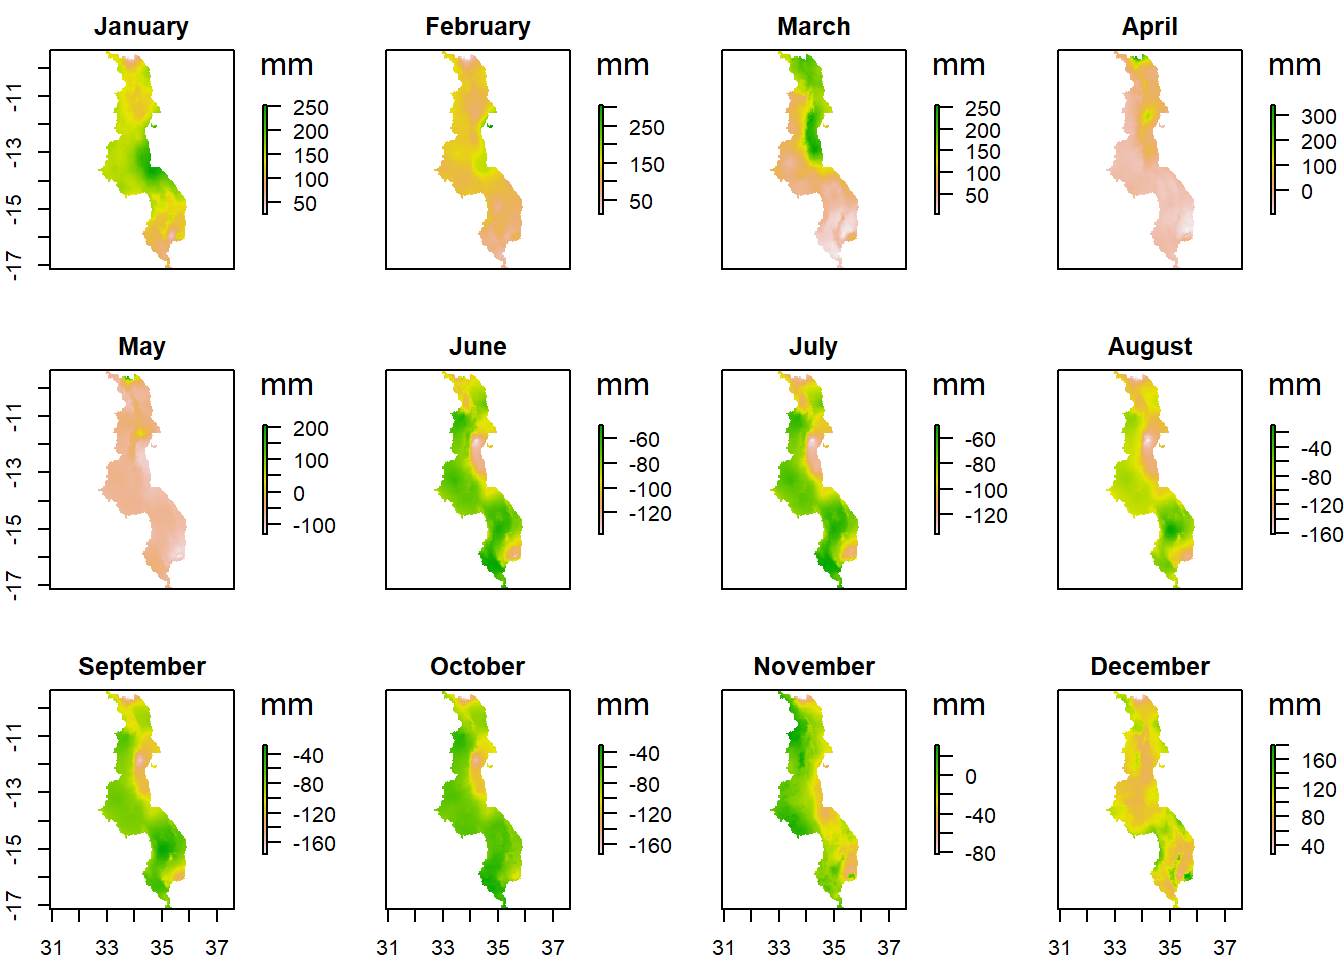 January February March April
mm mm mm mm
-11 -13 -15 -17
250 200 150 100 50
250 150 50
250 200 150 100 50
300 200 100 0
May June July August
mm mm mm mm
-11 -13 -15 -17
200 100 0 -100
-60 -80 -100 -120
-60 -80 -100 -120
-40 -80 -120 -160
September October November December
mm mm mm mm
-11 -13 -15 -17
-40 -80 -120 -160
-40 -80 -120 -160
0 -40 -80
160 120 80 40
31 33 35 37 31 33 35 37 31 33 35 37 31 33 35 37